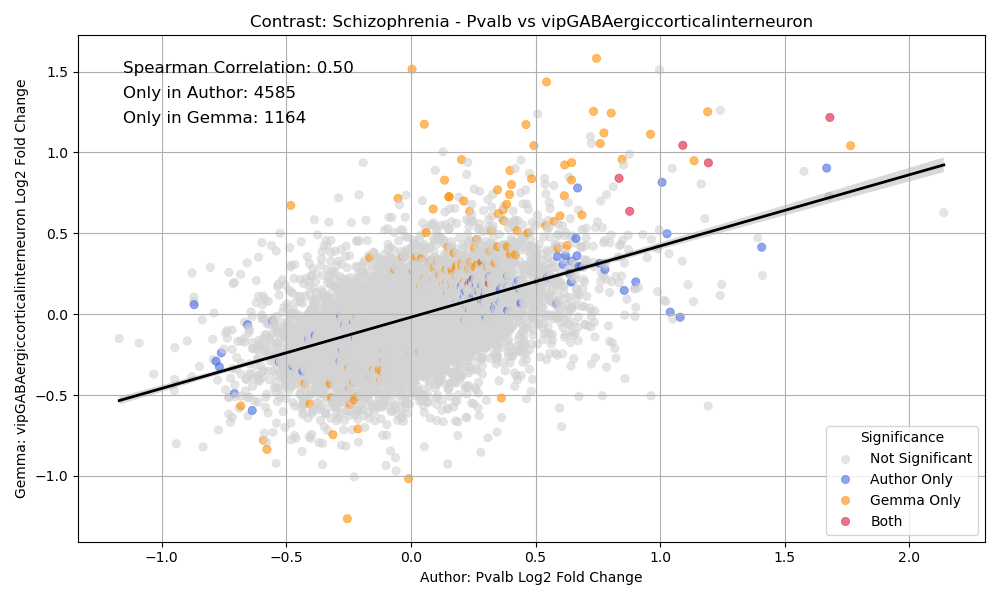 Contrast: Schizophrenia - Pvalb vs vipGABAergiccorticalinterneuron
Spearman Correlation: 0.50
Only in Author: 4585
Only in Gemma: 1164
Gemma: vipGABAergiccorticalinterneuron Log2 Fold Change
1.5
1.0
0.5
0.0
−0.5
−1.0
Significance
Not Significant
Author Only
Gemma Only
Both
−1.0 −0.5 0.0 0.5 1.0 1.5 2.0
Author: Pvalb Log2 Fold Change